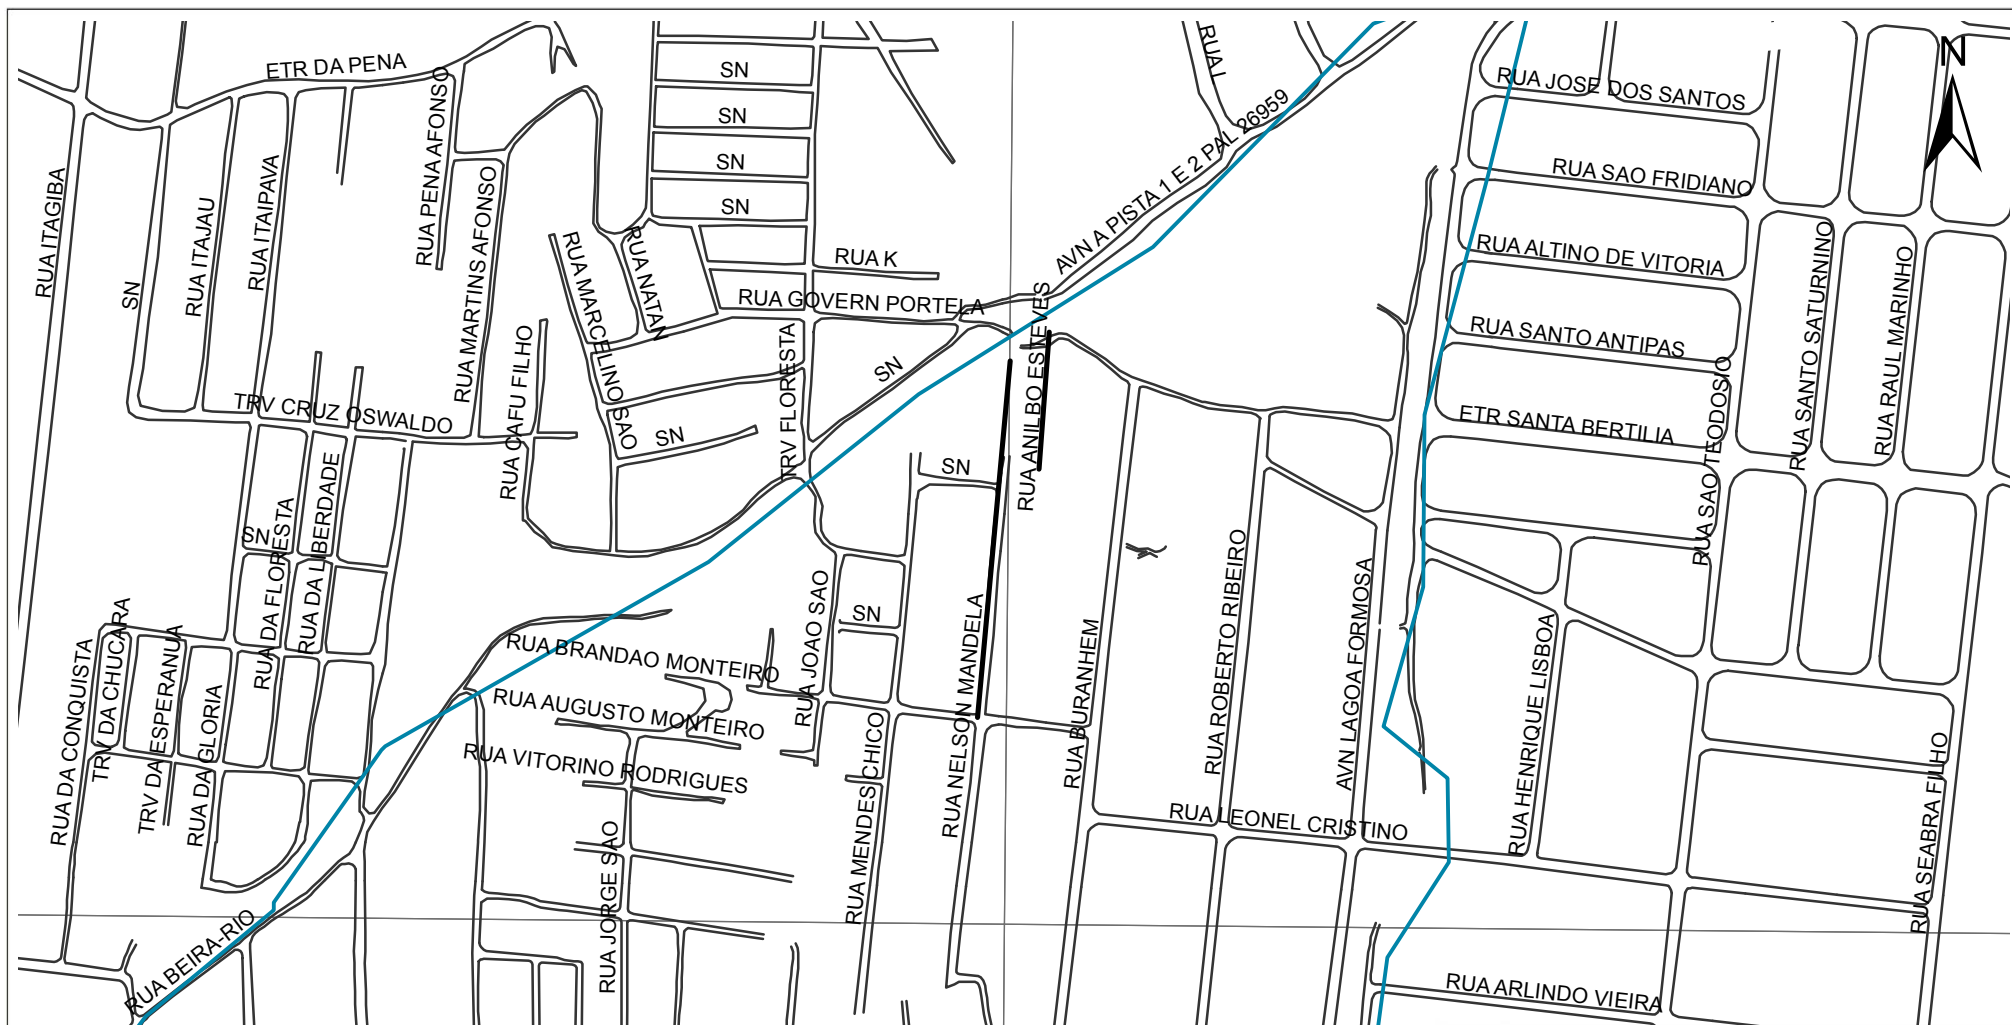 N
ETR DA PENA
SN
RUA L
RUA JOSE DOS SANTOS
SN
AVN A PISTA 1 E 2 PAL 26959
SN
RUA SAO FRIDIANO
SN
RUA ITAGIBA
SN
RUA ITAJAU
RUA ITAIPAVA
RUA PENA AFONSO
RUA MARTINS AFONSO
RUA MARCELINO SAO
RUA NATAN
RUA K
RUA GOVERN PORTELA
RUA ALTINO DE VITORIA
RUA SANTO ANTIPAS
RUA SANTO SATURNINO
RUA RAUL MARINHO
RUA CAFU FILHO
TRV FLORESTA
SN
RUA ANILBO ESTEVES
TRV CRUZ OSWALDO
SN
SN
ETR SANTA BERTILIA
RUA SAO TEODOSIO
SN
RUA DA FLORESTA
RUA DA LIBERDADE
RUA JOAO SAO
SN
RUA NELSON MANDELA
RUA BURANHEM
RUA ROBERTO RIBEIRO
AVN LAGOA FORMOSA
RUA HENRIQUE LISBOA
RUA DA CONQUISTA
TRV DA CHUCARA
TRV DA ESPERANUA
RUA DA GLORIA
RUA BRANDAO MONTEIRO
RUA AUGUSTO MONTEIRO
RUA VITORINO RODRIGUES
RUA MENDES CHICO
RUA LEONEL CRISTINO
RUA SEABRA FILHO
RUA JORGE SAO
RUA BEIRA-RIO
RUA ARLINDO VIEIRA